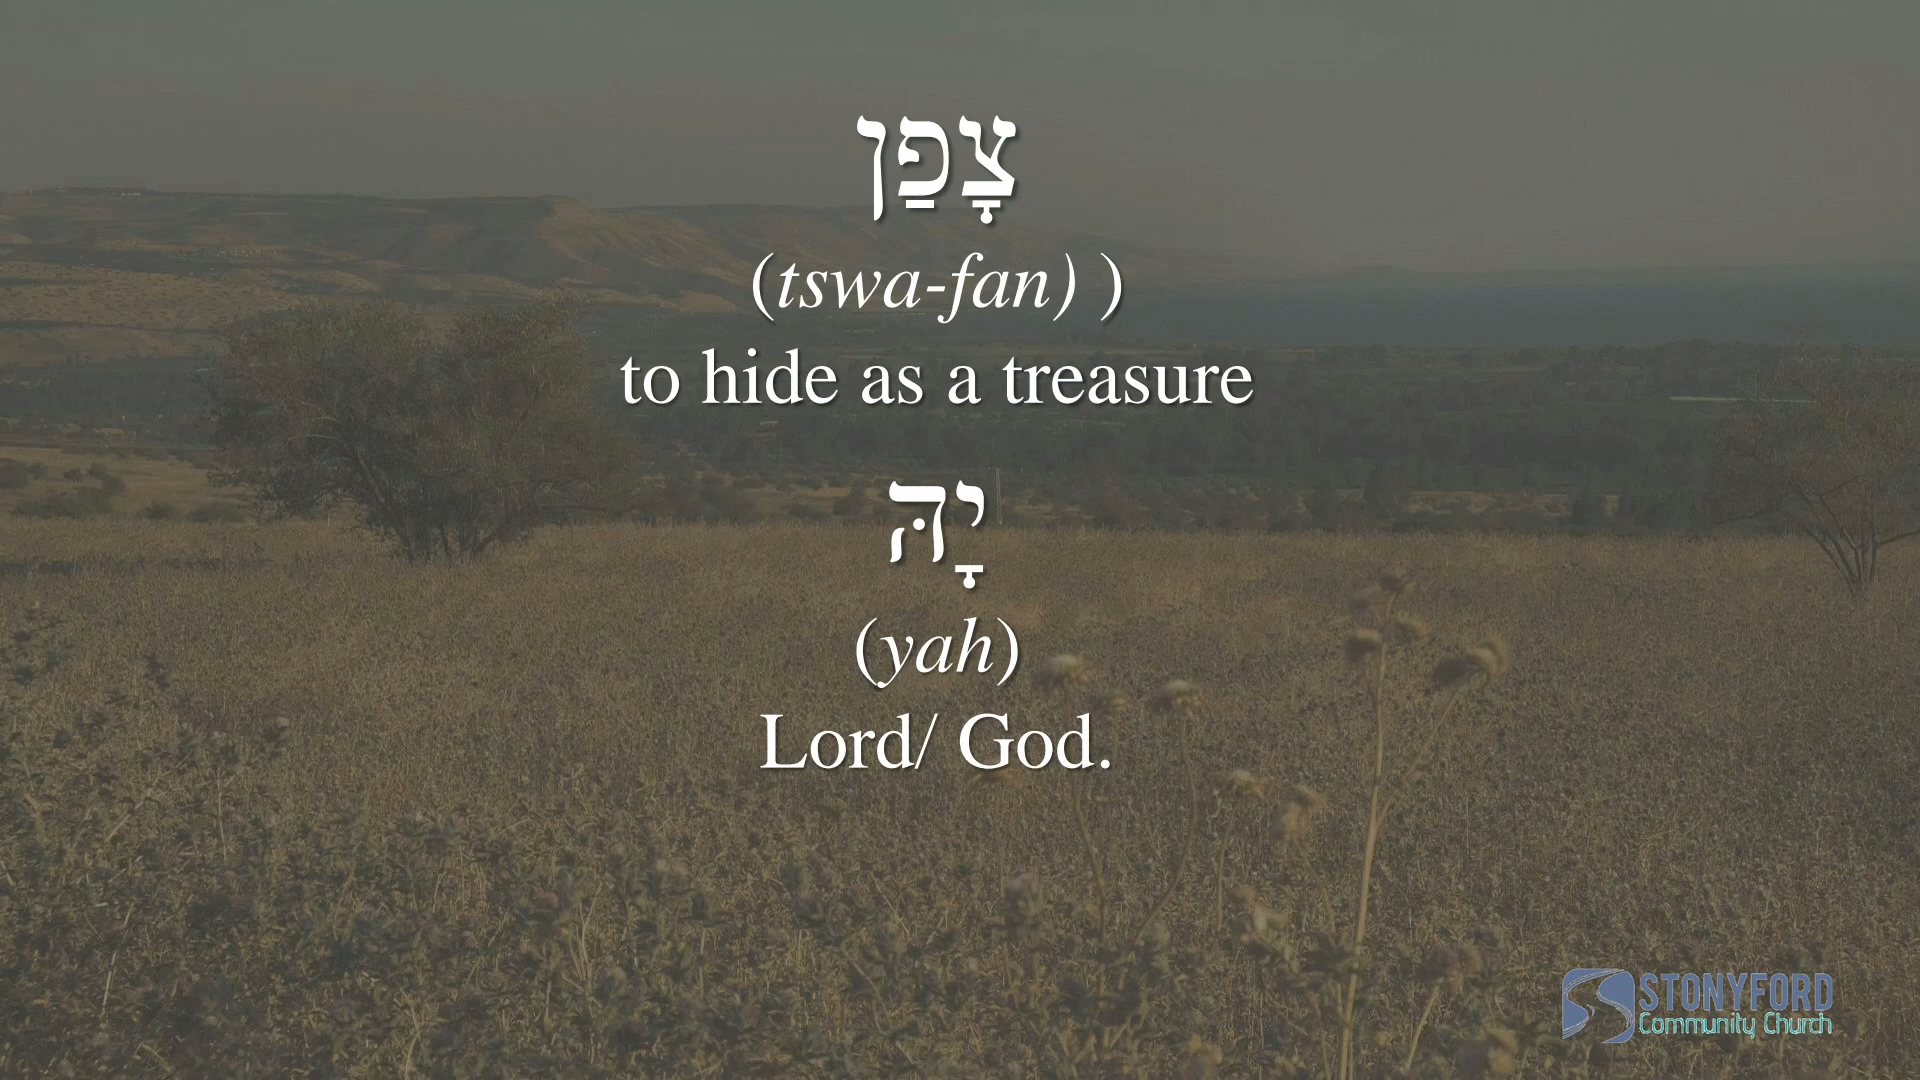 צָפַן
(tswa-fan) )
to hide as a treasure
יָהּ
(yah)
Lord/ God.
STONYFORD
Community Church